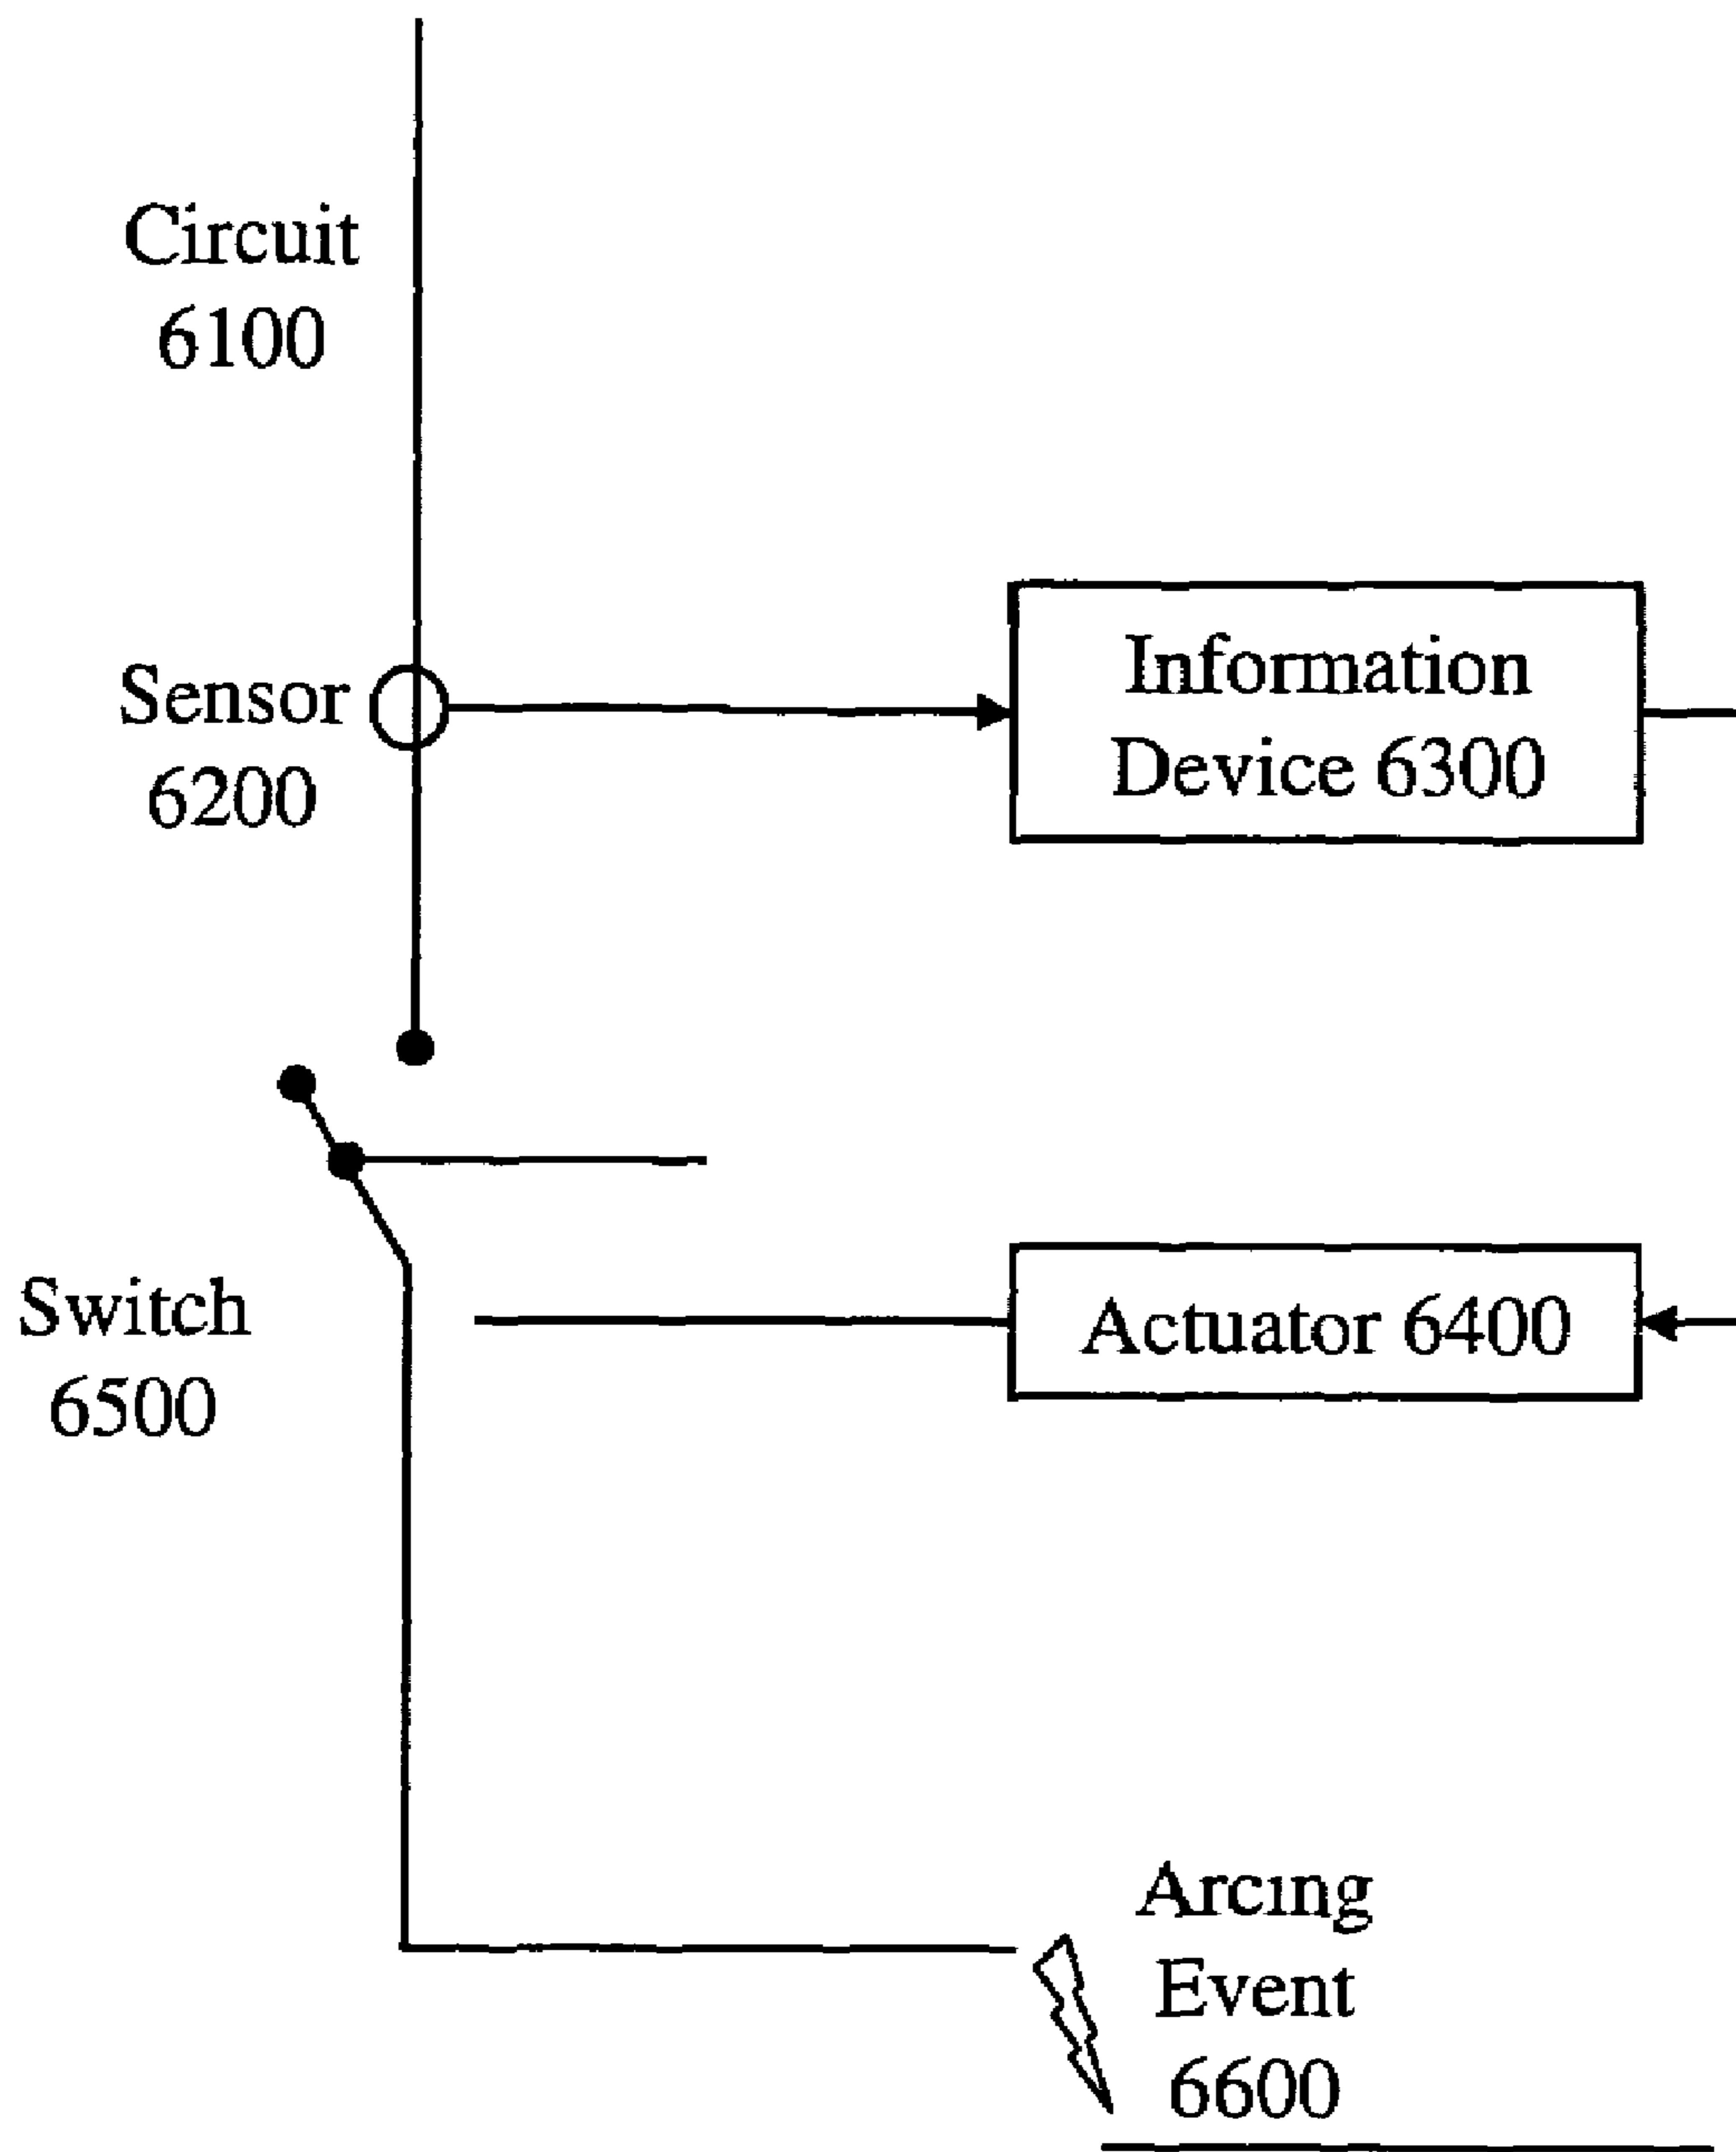 Circuit
6100
Sensor
6200
Information
Device 6300
Switch
6500
Actuator 6400
Arcing
Event
6600